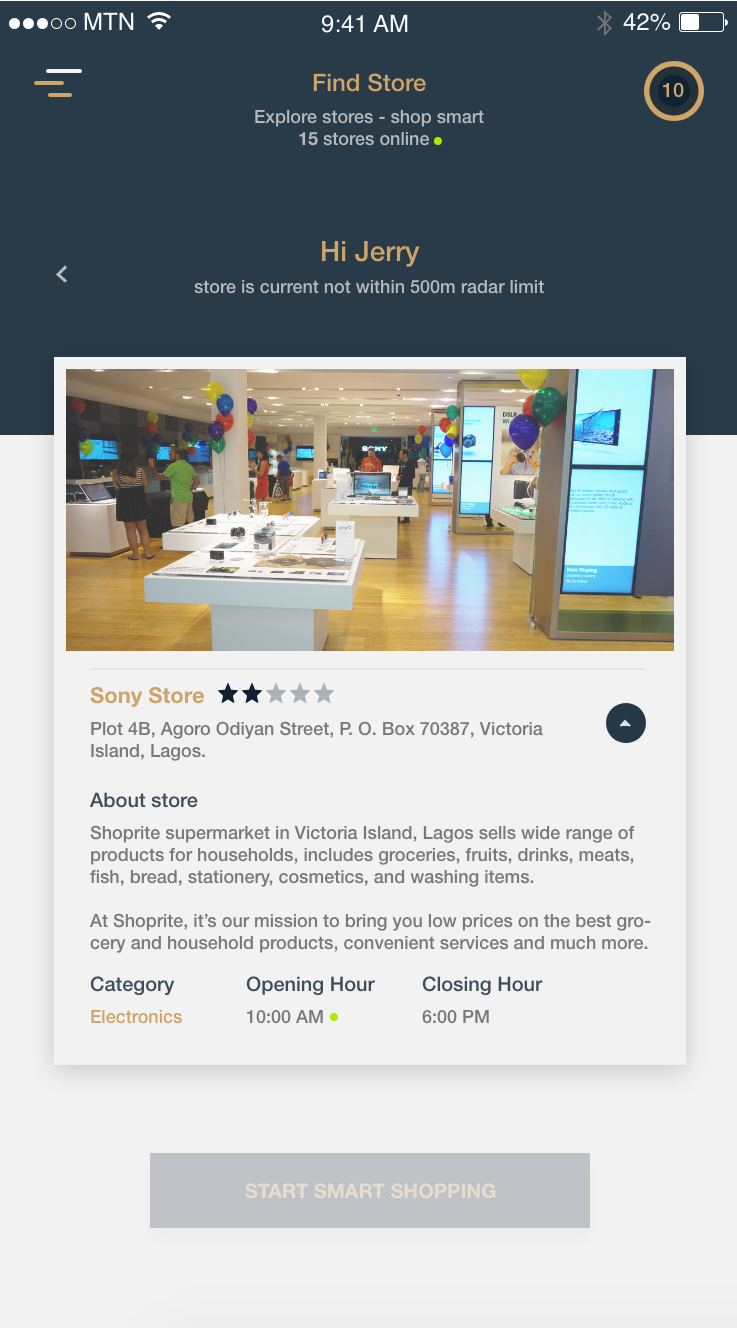 MTN 9:41 AM 42%
Find Store
10
Explore stores - shop smart
15 stores online
Hi Jerry
store is current not within 500m radar limit
SONY
DSLR
Now Playing
Sony Store
Plot 4B, Agoro Odiyan Street, P. O. Box 70387, Victoria
Island, Lagos.
About store
Shoprite supermarket in Victoria Island, Lagos sells wide range of
products for households, includes groceries, fruits, drinks, meats,
fish, bread, stationery, cosmetics, and washing items.
At Shoprite, it’s our mission to bring you low prices on the best gro-
cery and household products, convenient services and much more.
Category Opening Hour Closing Hour
Electronics 10:00 AM 6:00 PM
START SMART SHOPPING